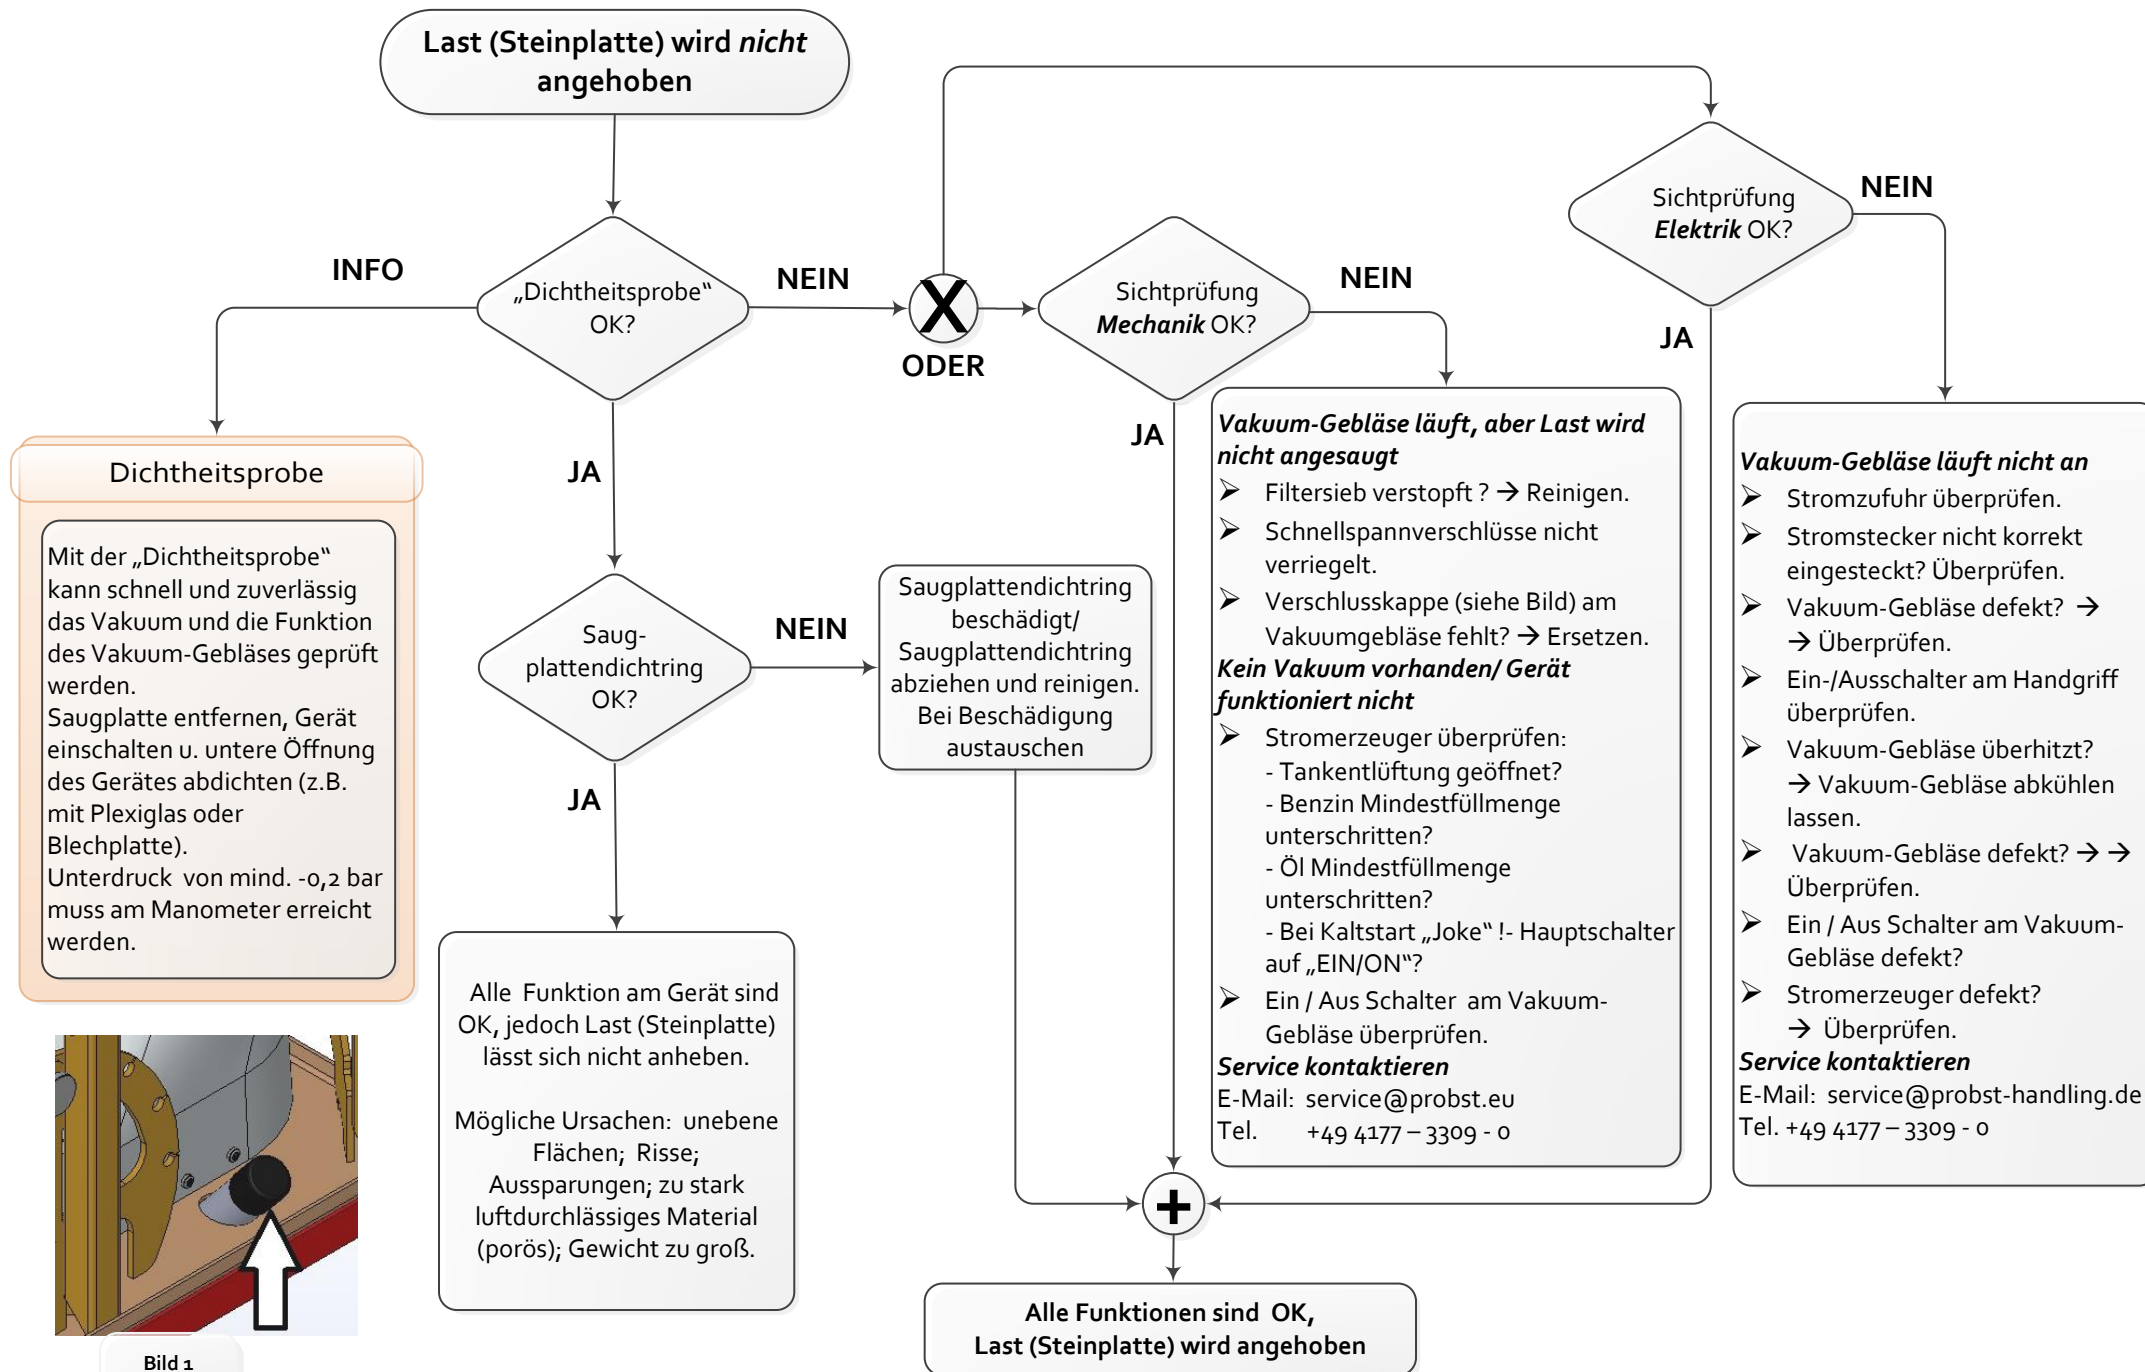 Last (Steinplatte) wird nicht
angehoben
„Dichtheitsprobe“
OK?
INFO
NEIN
X
ODER
Sichtprüfung
Mechanik OK?
NEIN
Sichtprüfung
Elektrik OK?
NEIN
JA
JA
JA
Dichtheitsprobe
Mit der „Dichtheitsprobe“
kann schnell und zuverlässig
das Vakuum und die Funktion
des Vakuum-Gebläses geprüft
werden.
Saugplatte entfernen, Gerät
einschalten u. untere Öffnung
des Gerätes abdichten (z.B.
mit Plexiglas oder
Blechplatte).
Unterdruck von mind. -0,2 bar
muss am Manometer erreicht
werden.
Saug-
plattendichtring
OK?
NEIN
JA
Saugplattendichtring
beschädigt/
Saugplattendichtring
abziehen und reinigen.
Bei Beschädigung
austauschen
Alle Funktion am Gerät sind
OK, jedoch Last (Steinplatte)
lässt sich nicht anheben.
Mögliche Ursachen: unebene
Flächen; Risse;
Aussparungen; zu stark
luftdurchlässiges Material
(porös); Gewicht zu groß.
Vakuum-Gebläse läuft, aber Last wird
nicht angesaugt
➢ Filtersieb verstopft ? → Reinigen.
➢ Schnellspannverschlüsse nicht
verriegelt.
➢ Verschlusskappe (siehe Bild) am
Vakuumgebläse fehlt? → Ersetzen.
Kein Vakuum vorhanden/ Gerät
funktioniert nicht
➢ Stromerzeuger überprüfen:
- Tankentlüftung geöffnet?
- Benzin Mindestfüllmenge
unterschritten?
- Öl Mindestfüllmenge
unterschritten?
- Bei Kaltstart „Joke“ !- Hauptschalter
auf „EIN/ON“?
➢ Ein / Aus Schalter am Vakuum-
Gebläse überprüfen.
Service kontaktieren
E-Mail: service@probst.eu
Tel. +49 4177 – 3309 - 0
Vakuum-Gebläse läuft nicht an
➢ Stromzufuhr überprüfen.
➢ Stromstecker nicht korrekt
eingesteckt? Überprüfen.
➢ Vakuum-Gebläse defekt? →
→ Überprüfen.
➢ Ein-/Ausschalter am Handgriff
überprüfen.
➢ Vakuum-Gebläse überhitzt?
→ Vakuum-Gebläse abkühlen
lassen.
➢ Vakuum-Gebläse defekt? → →
Überprüfen.
➢ Ein / Aus Schalter am Vakuum-
Gebläse defekt?
➢ Stromerzeuger defekt?
→ Überprüfen.
Service kontaktieren
E-Mail: service@probst-handling.de
Tel. +49 4177 – 3309 - 0
+
Alle Funktionen sind OK,
Last (Steinplatte) wird angehoben
Bild 1